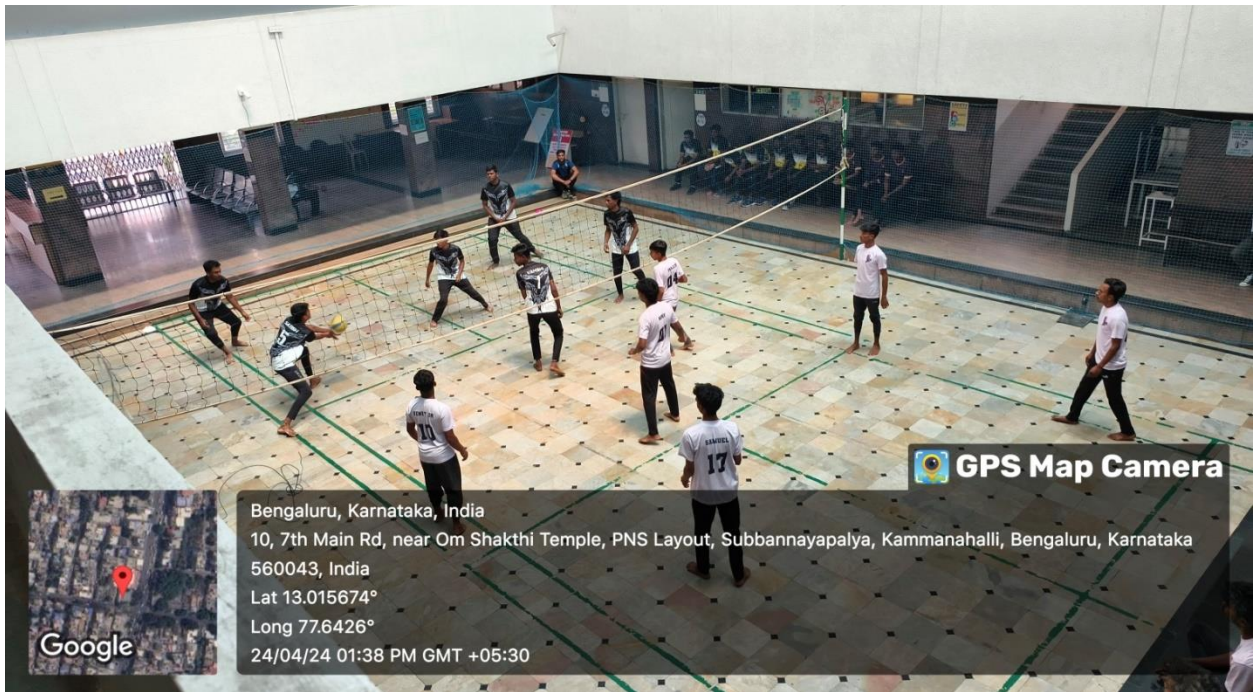 SAMUEL
17
10
GPS Map Camera
Bengaluru, Karnataka, India
10, 7th Main Rd, near Om Shakthi Temple, PNS Layout, Subbannayapalya, Kammanahalli, Bengaluru, Karnataka
560043, India
Lat 13.015674°
Long 77.6426°
24/04/24 01:38 PM GMT +05:30
Google